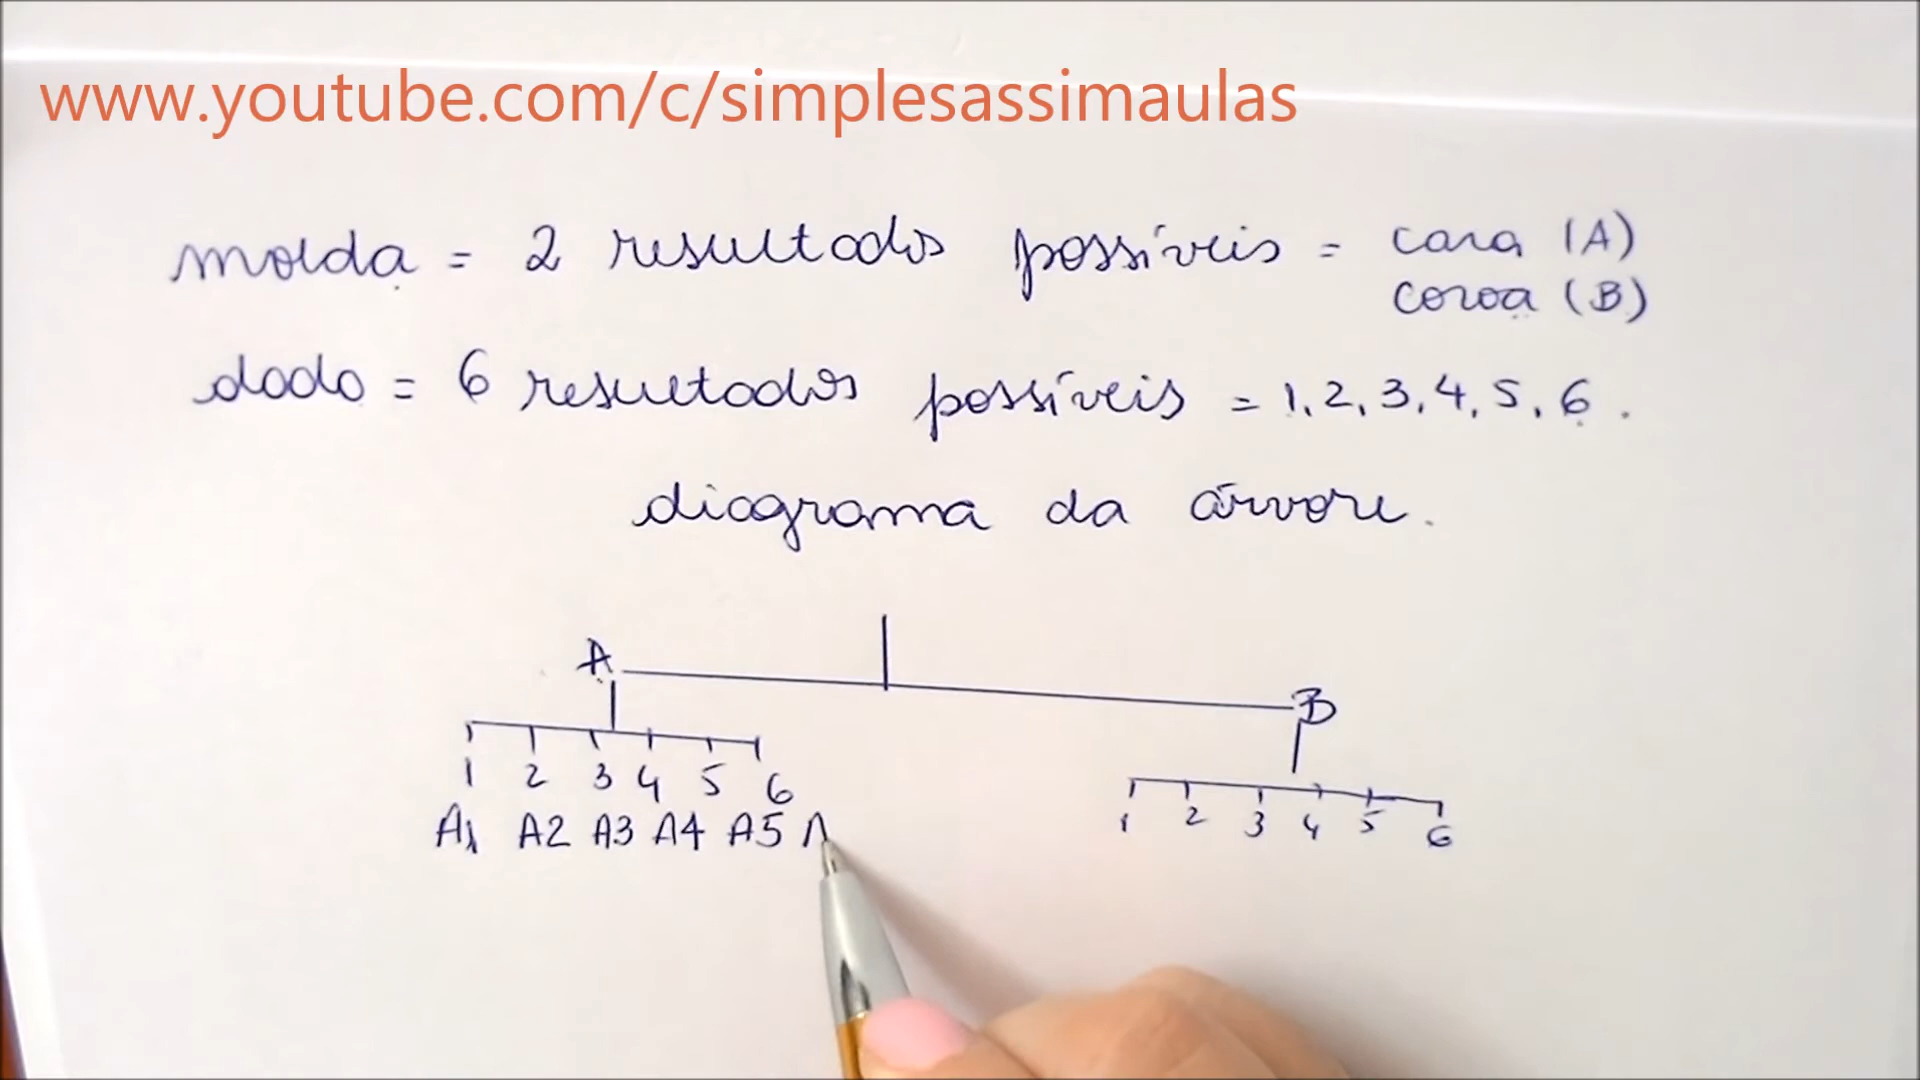 www.youtube.com/c/simplesassimaulas
molda = 2 resultados possíveis = cara (A)
coroa (B)
dado = 6 resultados possíveis = 1, 2, 3, 4, 5, 6.
diagrama da árvore.
A
B
1 2 3 4 5 6
1 2 3 4 5 6
A1 A2 A3 A4 A5 A